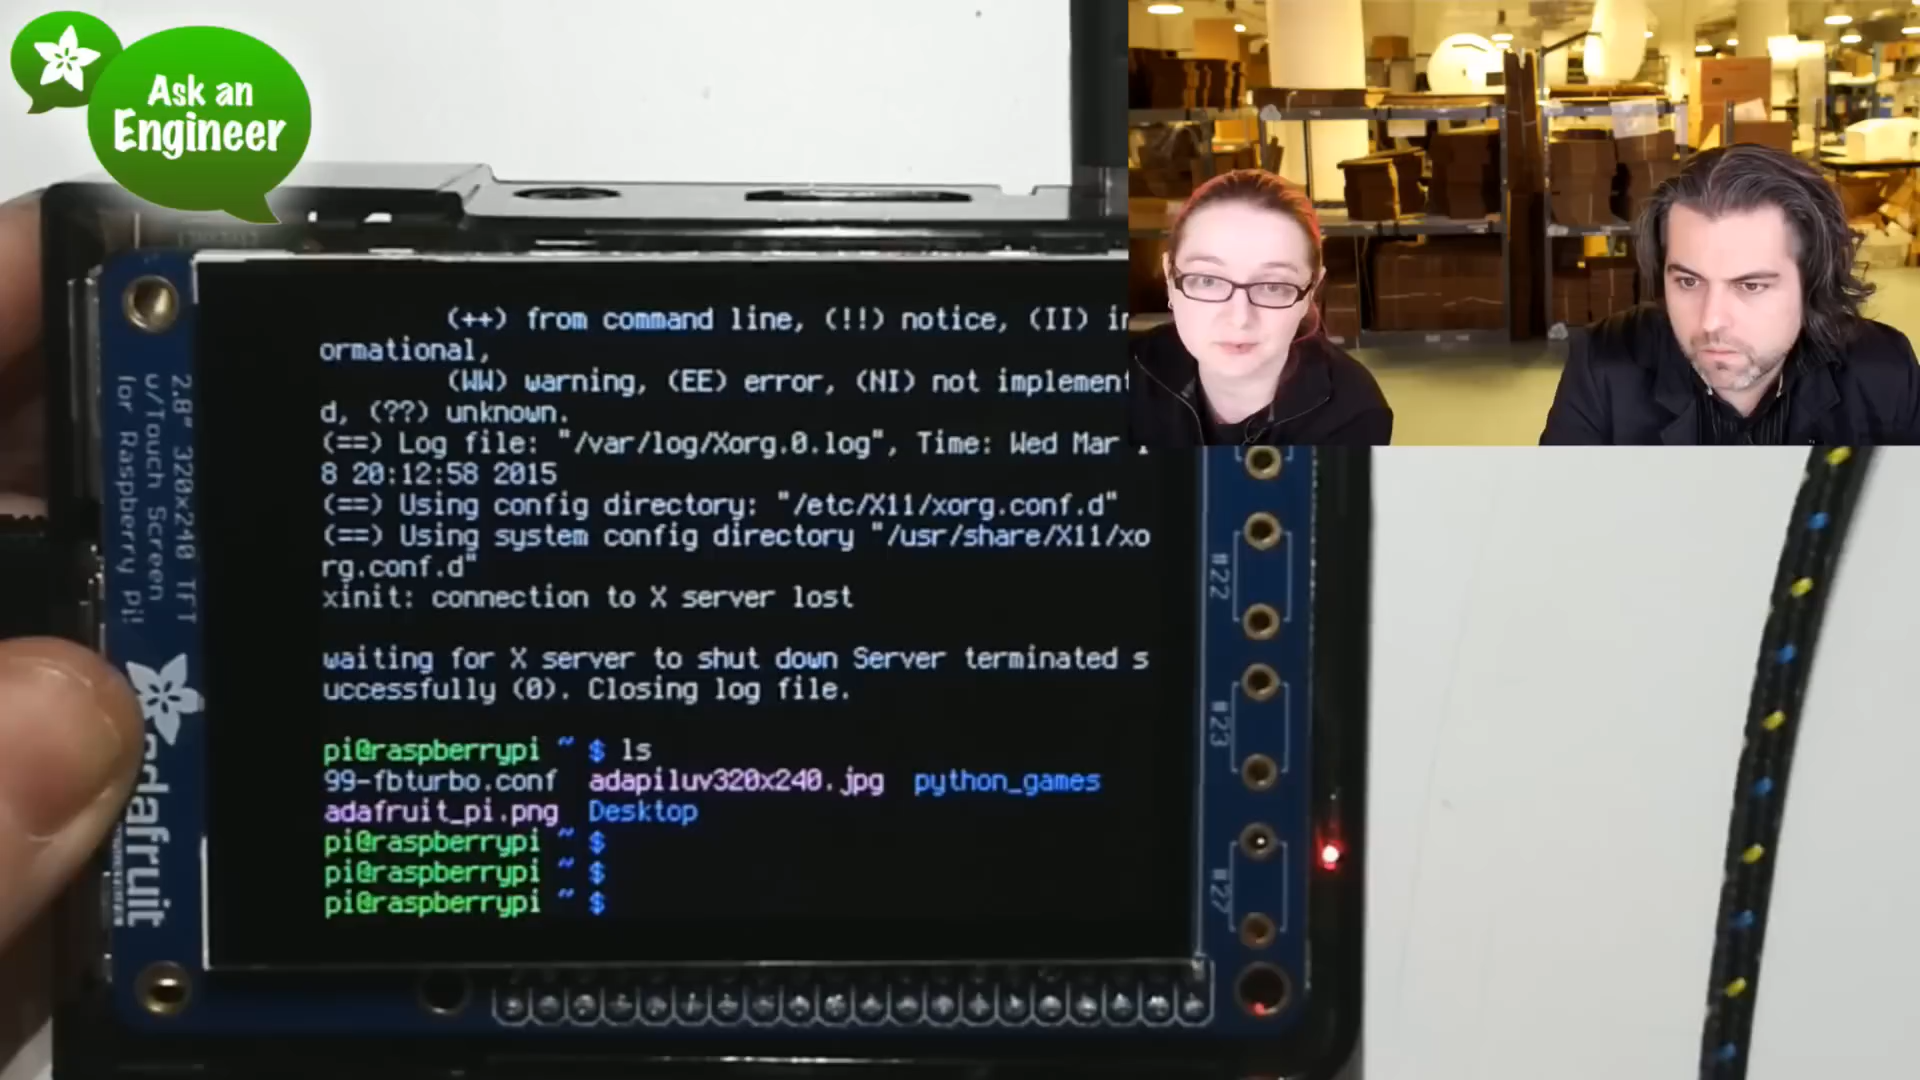 Ask an
Engineer
(++) from command line, (!!) notice, (II) in
ormational,
(WW) warning, (EE) error, (NI) not implement
d, (??) unknown.
(==) Log file: "/var/log/Xorg.0.log", Time: Wed Mar 1
8 20:12:58 2015
(==) Using config directory: "/etc/X11/xorg.conf.d"
(==) Using system config directory "/usr/share/X11/xo
rg.conf.d"
xinit: connection to X server lost
waiting for X server to shut down Server terminated s
uccessfully (0). Closing log file.
pi@raspberrypi ~ $ ls
99-fbturbo.conf adapiluv320x240.jpg python_games
adafruit_pi.png Desktop
pi@raspberrypi ~ $
pi@raspberrypi ~ $
pi@raspberrypi ~ $
2.8" 320x240 TFT
w/Touch Screen
for Raspberry Pi!
adafruit
#22
#23
#27